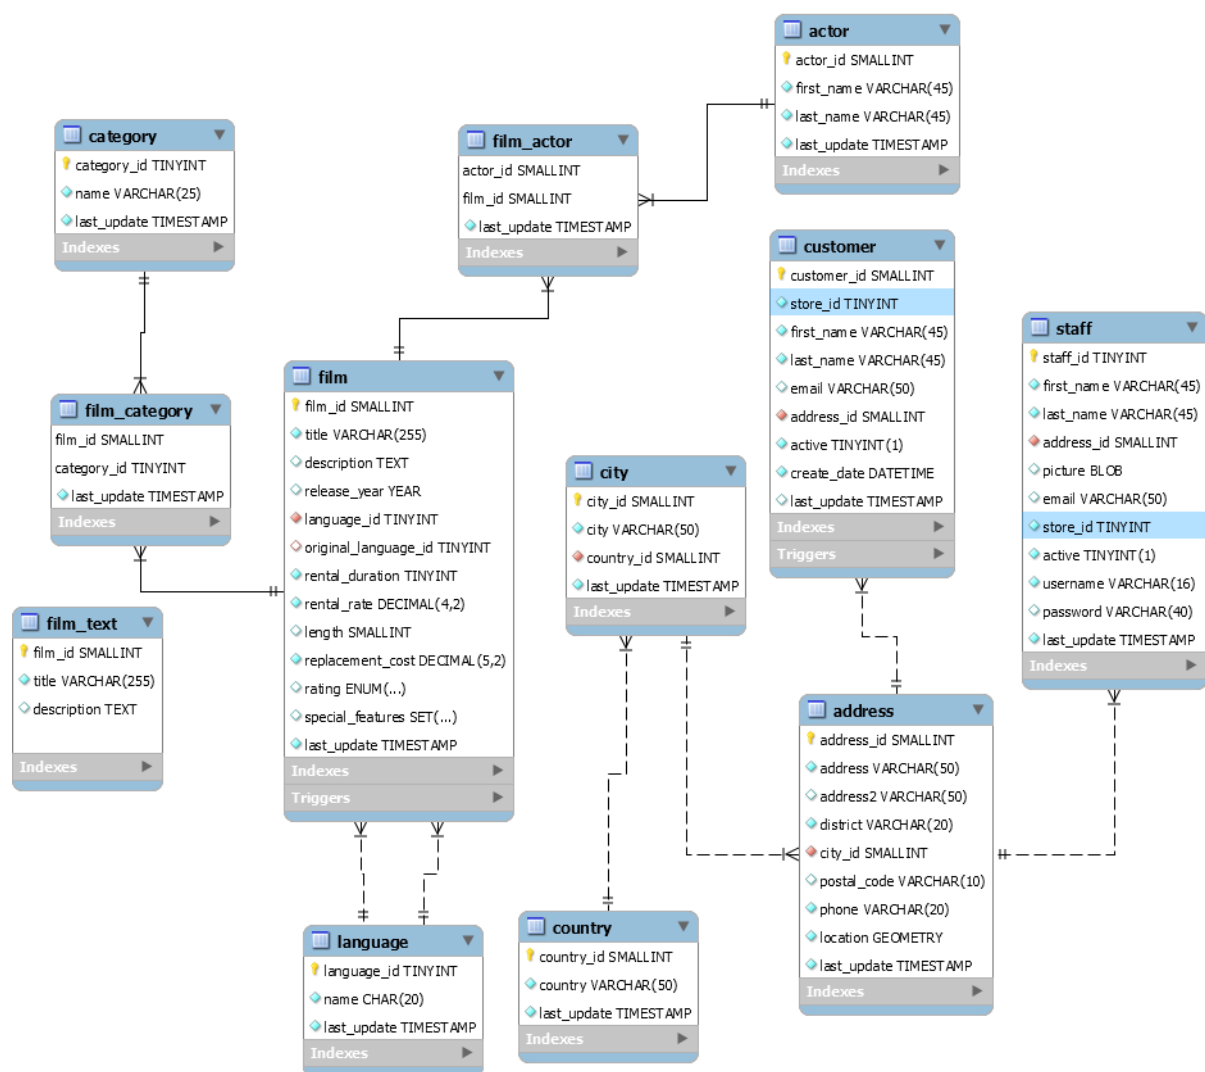 actor
actor_id SMALLINT
first_name VARCHAR(45)
last_name VARCHAR(45)
last_update TIMESTAMP
Indexes
category
category_id TINYINT
name VARCHAR(25)
last_update TIMESTAMP
Indexes
film_actor
actor_id SMALLINT
film_id SMALLINT
last_update TIMESTAMP
Indexes
customer
customer_id SMALLINT
store_id TINYINT
first_name VARCHAR(45)
last_name VARCHAR(45)
email VARCHAR(50)
address_id SMALLINT
active TINYINT(1)
create_date DATETIME
last_update TIMESTAMP
Indexes
Triggers
staff
staff_id TINYINT
first_name VARCHAR(45)
last_name VARCHAR(45)
address_id SMALLINT
picture BLOB
email VARCHAR(50)
store_id TINYINT
active TINYINT(1)
username VARCHAR(16)
password VARCHAR(40)
last_update TIMESTAMP
Indexes
film_category
film_id SMALLINT
category_id TINYINT
last_update TIMESTAMP
Indexes
film
film_id SMALLINT
title VARCHAR(255)
description TEXT
release_year YEAR
language_id TINYINT
original_language_id TINYINT
rental_duration TINYINT
rental_rate DECIMAL(4,2)
length SMALLINT
replacement_cost DECIMAL(5,2)
rating ENUM(...)
special_features SET(...)
last_update TIMESTAMP
Indexes
Triggers
city
city_id SMALLINT
city VARCHAR(50)
country_id SMALLINT
last_update TIMESTAMP
Indexes
film_text
film_id SMALLINT
title VARCHAR(255)
description TEXT
Indexes
address
address_id SMALLINT
address VARCHAR(50)
address2 VARCHAR(50)
district VARCHAR(20)
city_id SMALLINT
postal_code VARCHAR(10)
phone VARCHAR(20)
location GEOMETRY
last_update TIMESTAMP
Indexes
language
language_id TINYINT
name CHAR(20)
last_update TIMESTAMP
Indexes
country
country_id SMALLINT
country VARCHAR(50)
last_update TIMESTAMP
Indexes